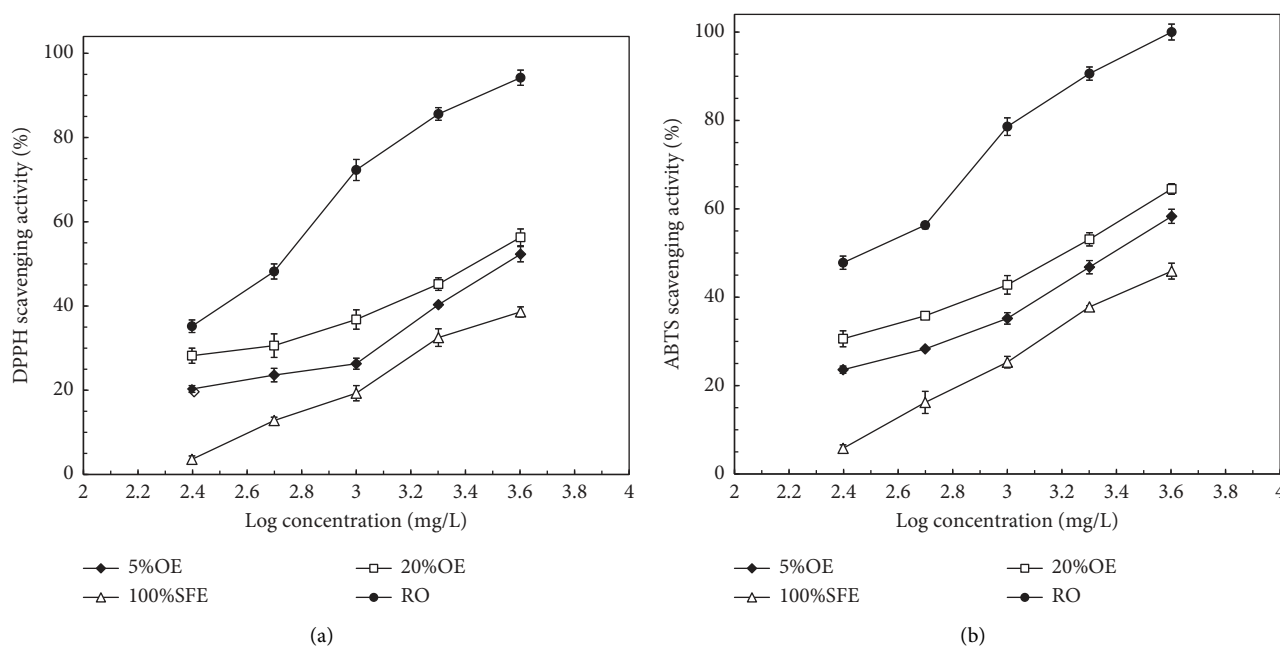 DPPH scavenging activity (%)
100
80
60
40
20
0
2 2.2 2.4 2.6 2.8 3 3.2 3.4 3.6 3.8 4
Log concentration (mg/L)
5%OE 20%OE
100%SFE RO
(a)
ABTS scavenging activity (%)
100
80
60
40
20
0
2 2.2 2.4 2.6 2.8 3 3.2 3.4 3.6 3.8 4
Log concentration (mg/L)
5%OE 20%OE
100%SFE RO
(b)